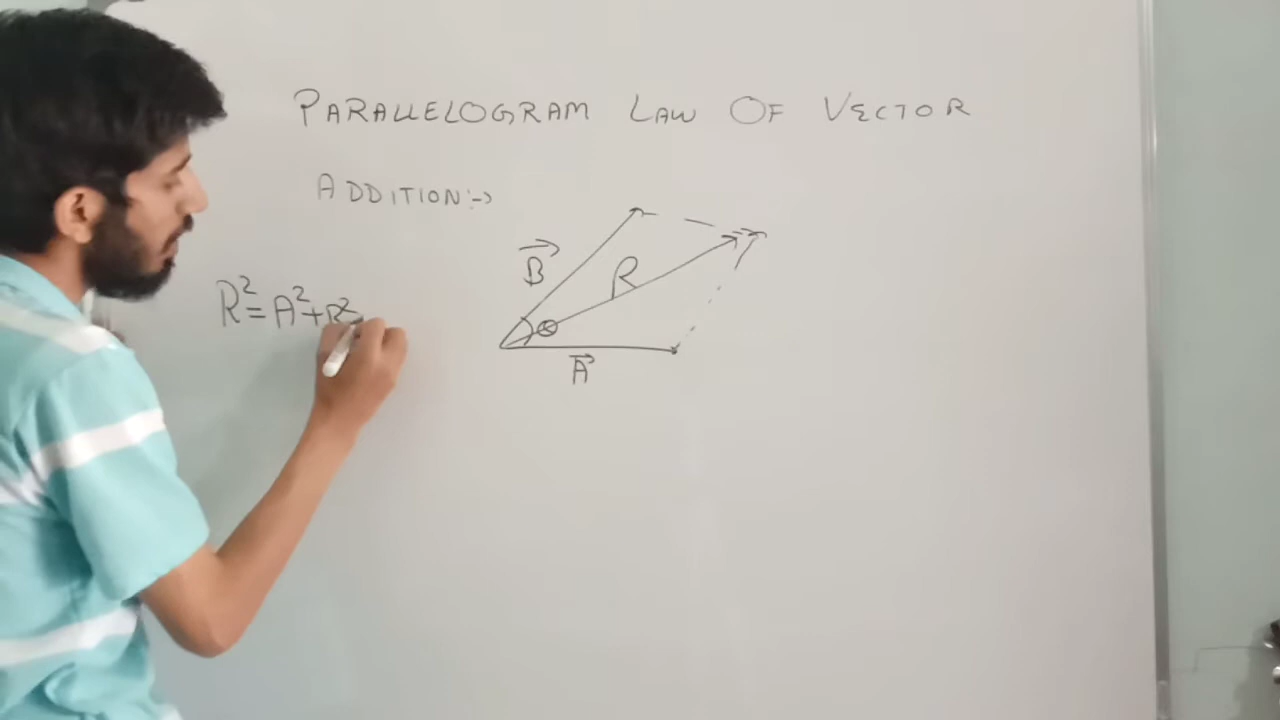 PARALLELOGRAM LAW OF VECTOR
ADDITION:->
B
R
R²=A²+B²
A